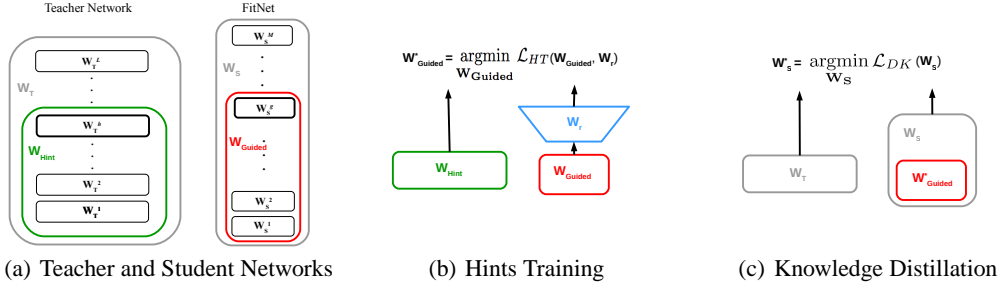 Teacher Network
W_T^L
W_T
W_T^h
W_Hint
W_T^2
W_T^1
FitNet
W_S^M
W_S
W_S^g
W_Guided
W_S^2
W_S^1
(a) Teacher and Student Networks
W*_Guided = argmin L_HT(W_Guided, W_r)
W_Guided
W_r
W_Hint
W_Guided
(b) Hints Training
W*_S = argmin L_DK (W_S)
W_S
W_S
W_T
W*_Guided
(c) Knowledge Distillation